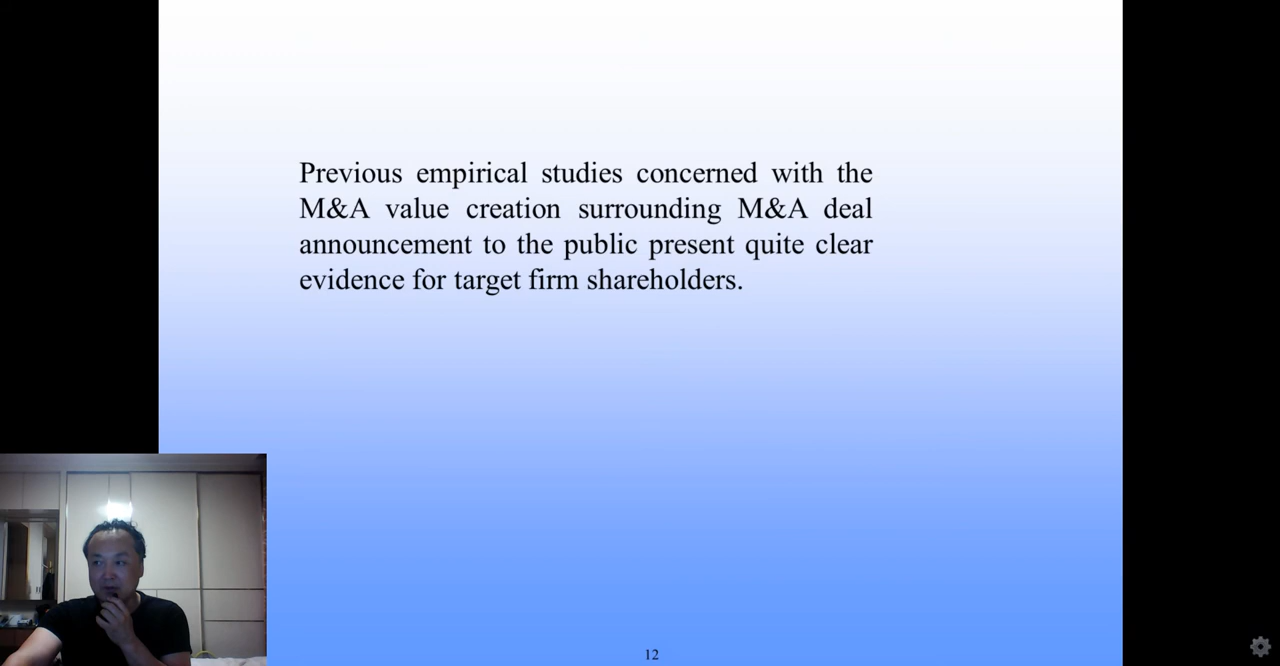 Previous empirical studies concerned with the
M&A value creation surrounding M&A deal
announcement to the public present quite clear
evidence for target firm shareholders.
12